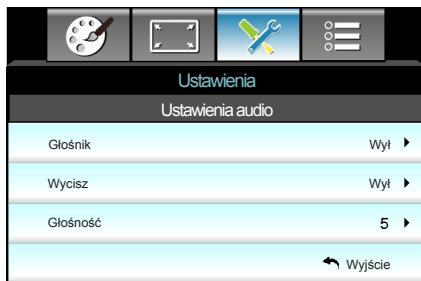 Ustawienia
Ustawienia audio
Głośnik Wył
Wycisz Wył
Głośność 5
Wyjście